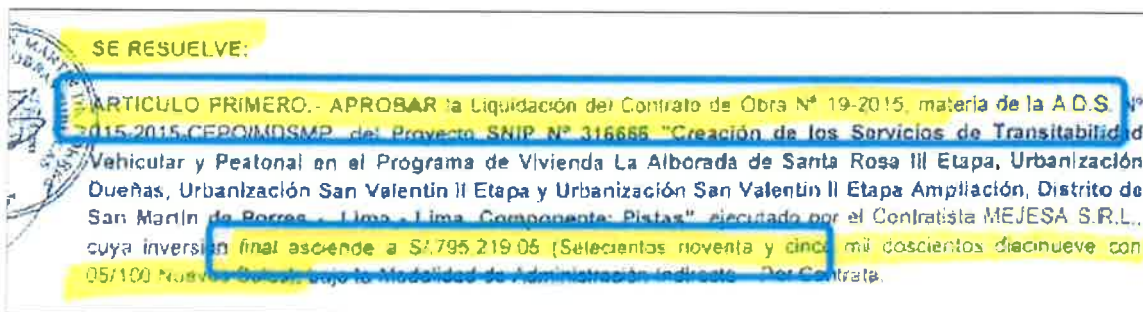 SE RESUELVE:
ARTICULO PRIMERO.- APROBAR la Liquidación del Contrato de Obra Nº 19-2015, materia de la A.D.S. Nº
015-2015-CEPO/MDSMP, del Proyecto SNIP Nº 316666 "Creación de los Servicios de Transitabilidad
Vehicular y Peatonal en el Programa de Vivienda La Alborada de Santa Rosa III Etapa, Urbanización
Dueñas, Urbanización San Valentín II Etapa y Urbanización San Valentín II Etapa Ampliación, Distrito de
San Martín de Porres - Lima - Lima, Componente: Pistas", ejecutado por el Contratista MEJESA S.R.L.,
cuya inversión final asciende a S/.795,219.05 (Setecientos noventa y cinco mil doscientos diecinueve con
05/100 Nuevos Soles), bajo la Modalidad de Administración Indirecta - Por Contrata.